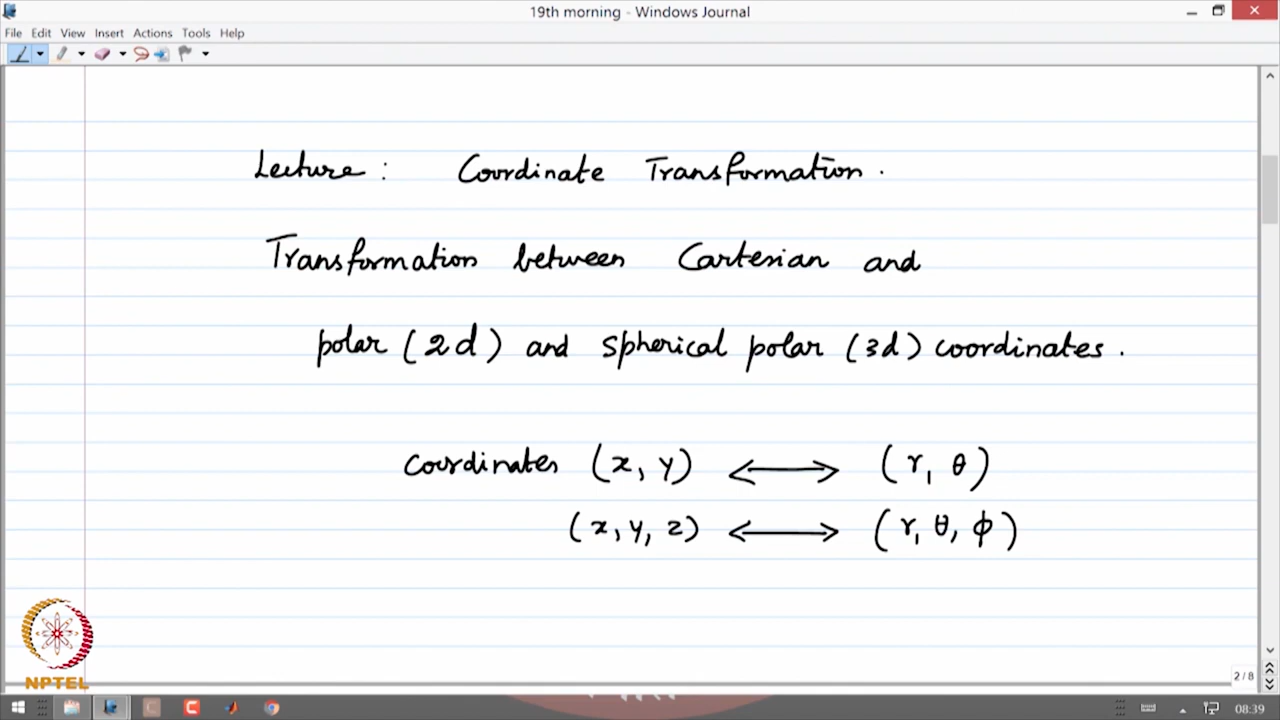 19th morning - Windows Journal
File Edit View Insert Actions Tools Help
Lecture : Coordinate Transformation .
Transformation between Cartesian and
polar (2d) and spherical polar (3d) coordinates .
coordinates (x, y) ⟷ (r, θ)
(x, y, z) ⟷ (r, θ, ϕ)
NPTEL
2 / 8
08:39